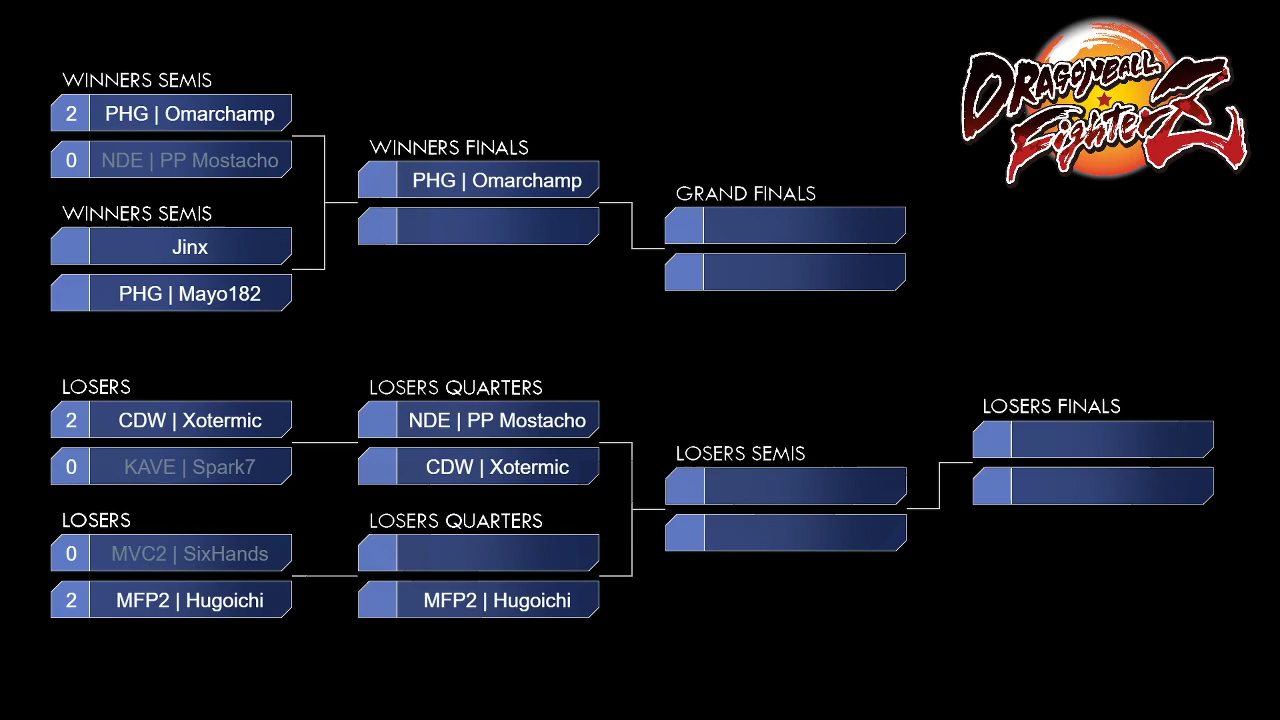 DRAGONBALL
FighterZ
WINNERS SEMIS
2 PHG | Omarchamp
0 NDE | PP Mostacho
WINNERS SEMIS
Jinx
PHG | Mayo182
WINNERS FINALS
PHG | Omarchamp
GRAND FINALS
LOSERS
2 CDW | Xotermic
0 KAVE | Spark7
LOSERS
0 MVC2 | SixHands
2 MFP2 | Hugoichi
LOSERS QUARTERS
NDE | PP Mostacho
CDW | Xotermic
LOSERS QUARTERS
MFP2 | Hugoichi
LOSERS SEMIS
LOSERS FINALS